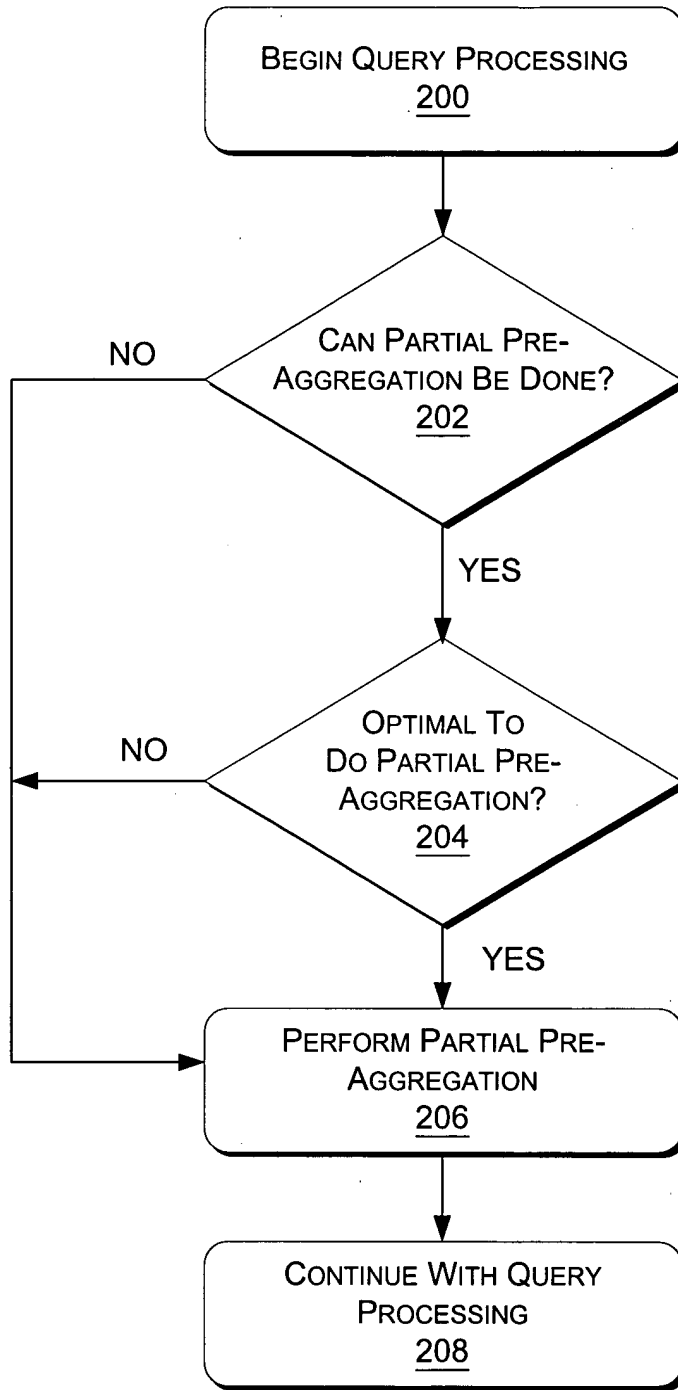 BEGIN QUERY PROCESSING
200
CAN PARTIAL PRE-
AGGREGATION BE DONE?
202
NO
YES
OPTIMAL TO
DO PARTIAL PRE-
AGGREGATION?
204
NO
YES
PERFORM PARTIAL PRE-
AGGREGATION
206
CONTINUE WITH QUERY
PROCESSING
208